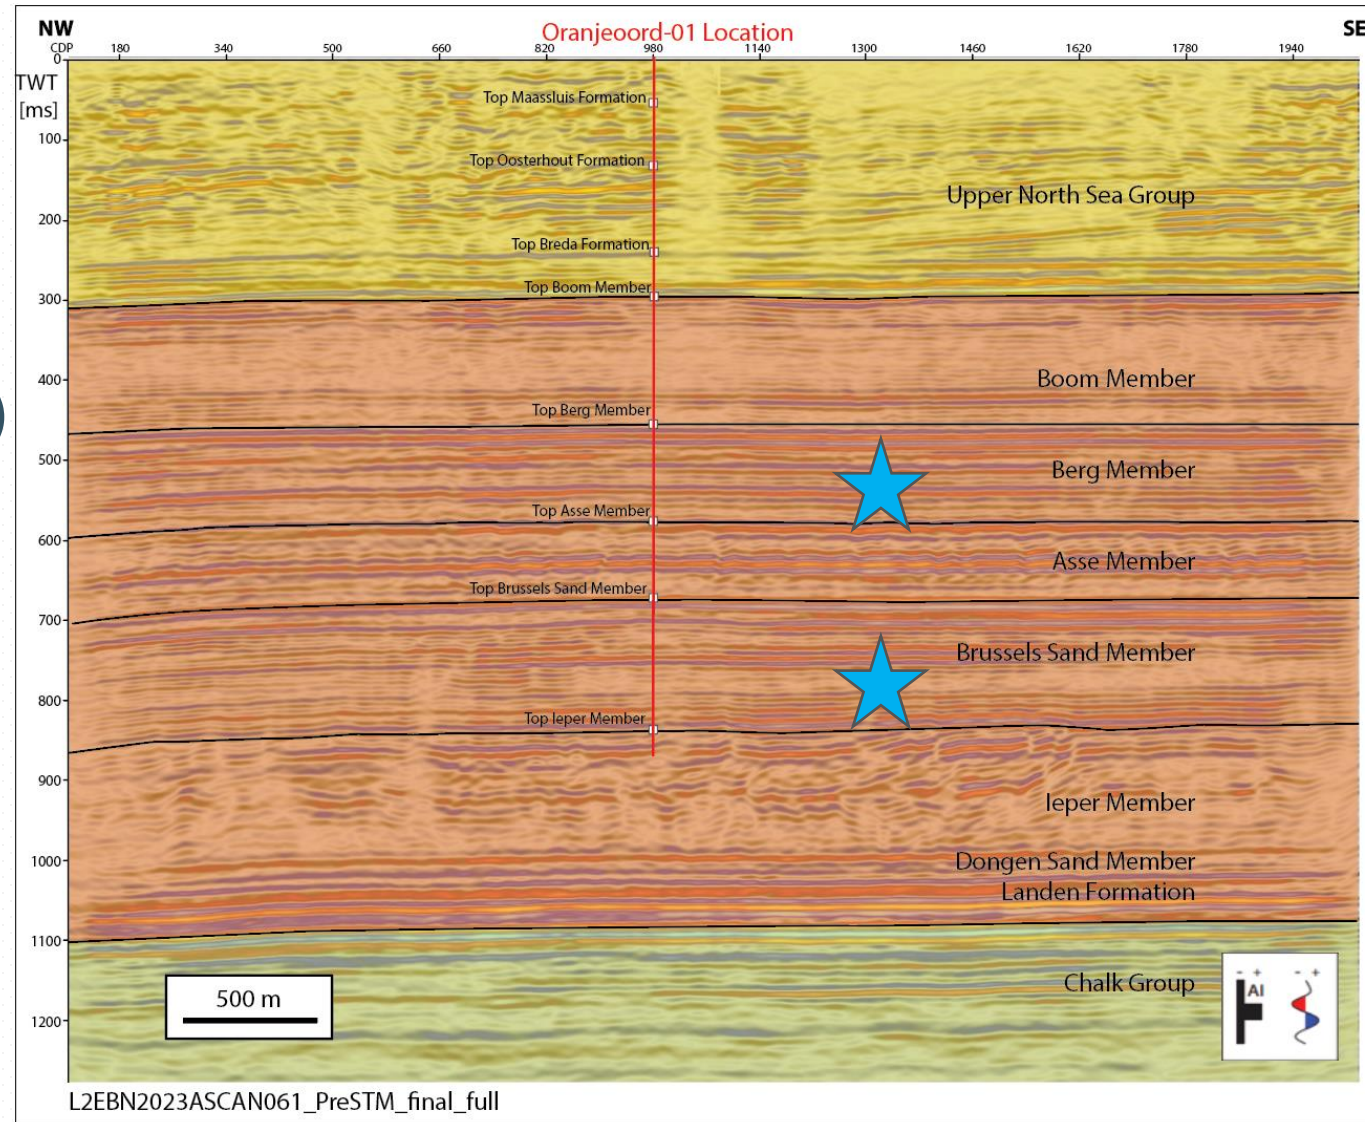 NW
Oranjeoord-01 Location
SE
CDP 180 340 500 660 820 980 1140 1300 1460 1620 1780 1940
0
TWT
[ms]
Top Maassluis Formation
100
Top Oosterhout Formation
Upper North Sea Group
200
Top Breda Formation
Top Boom Member
300
Boom Member
400
Top Berg Member
500
Berg Member
Top Asse Member
600
Asse Member
Top Brussels Sand Member
700
Brussels Sand Member
800
Top Ieper Member
900
Ieper Member
1000
Dongen Sand Member
Landen Formation
1100
Chalk Group
- + - +
AI
500 m
1200
L2EBN2023ASCAN061_PreSTM_final_full